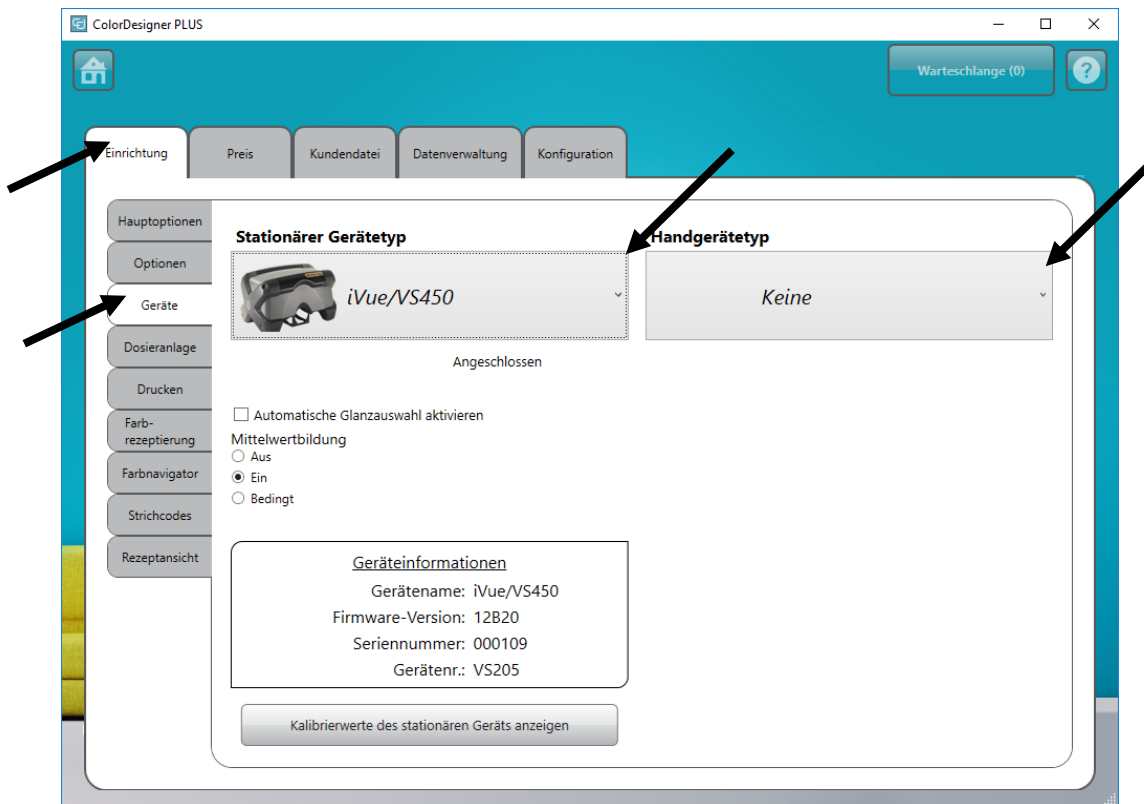 ColorDesigner PLUS
Warteschlange (0)
?
Einrichtung
Preis
Kundendatei
Datenverwaltung
Konfiguration
Hauptoptionen
Optionen
Geräte
Dosieranlage
Drucken
Farb-
rezeptierung
Farbnavigator
Strichcodes
Rezeptansicht
Stationärer Gerätetyp
iVue/VS450
Angeschlossen
Handgerätetyp
Keine
Automatische Glanzauswahl aktivieren
Mittelwertbildung
Aus
Ein
Bedingt
Geräteinformationen
Gerätename: iVue/VS450
Firmware-Version: 12B20
Seriennummer: 000109
Gerätenr.: VS205
Kalibrierwerte des stationären Geräts anzeigen